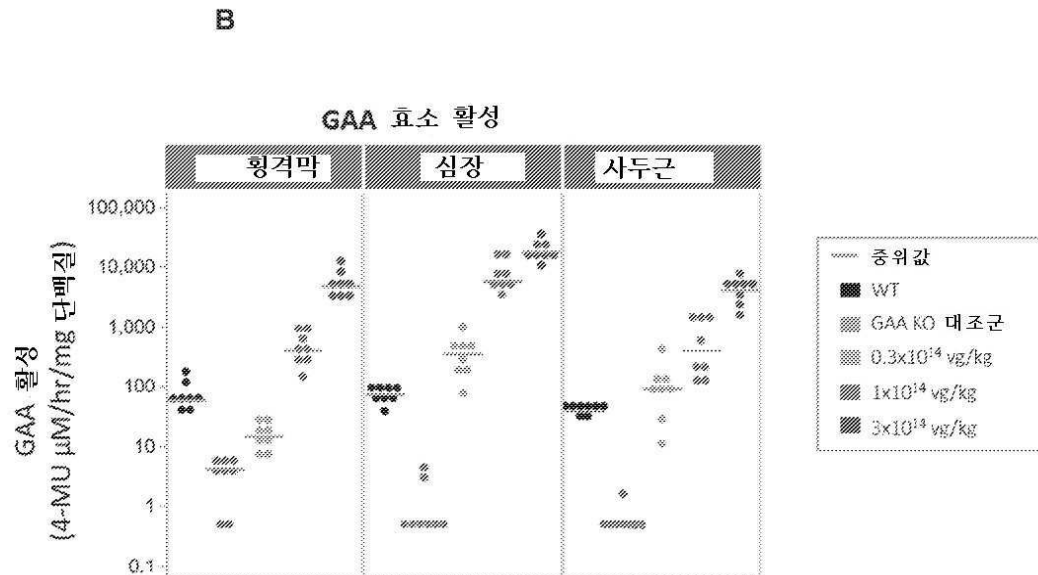 B
GAA 효소 활성
횡격막 심장 사두근
GAA 활성
(4-MU μM/hr/mg 단백질)
100,000
10,000
1,000
100
10
1
0.1
중위값
WT
GAA KO 대조군
0.3x10¹⁴ vg/kg
1x10¹⁴ vg/kg
3x10¹⁴ vg/kg